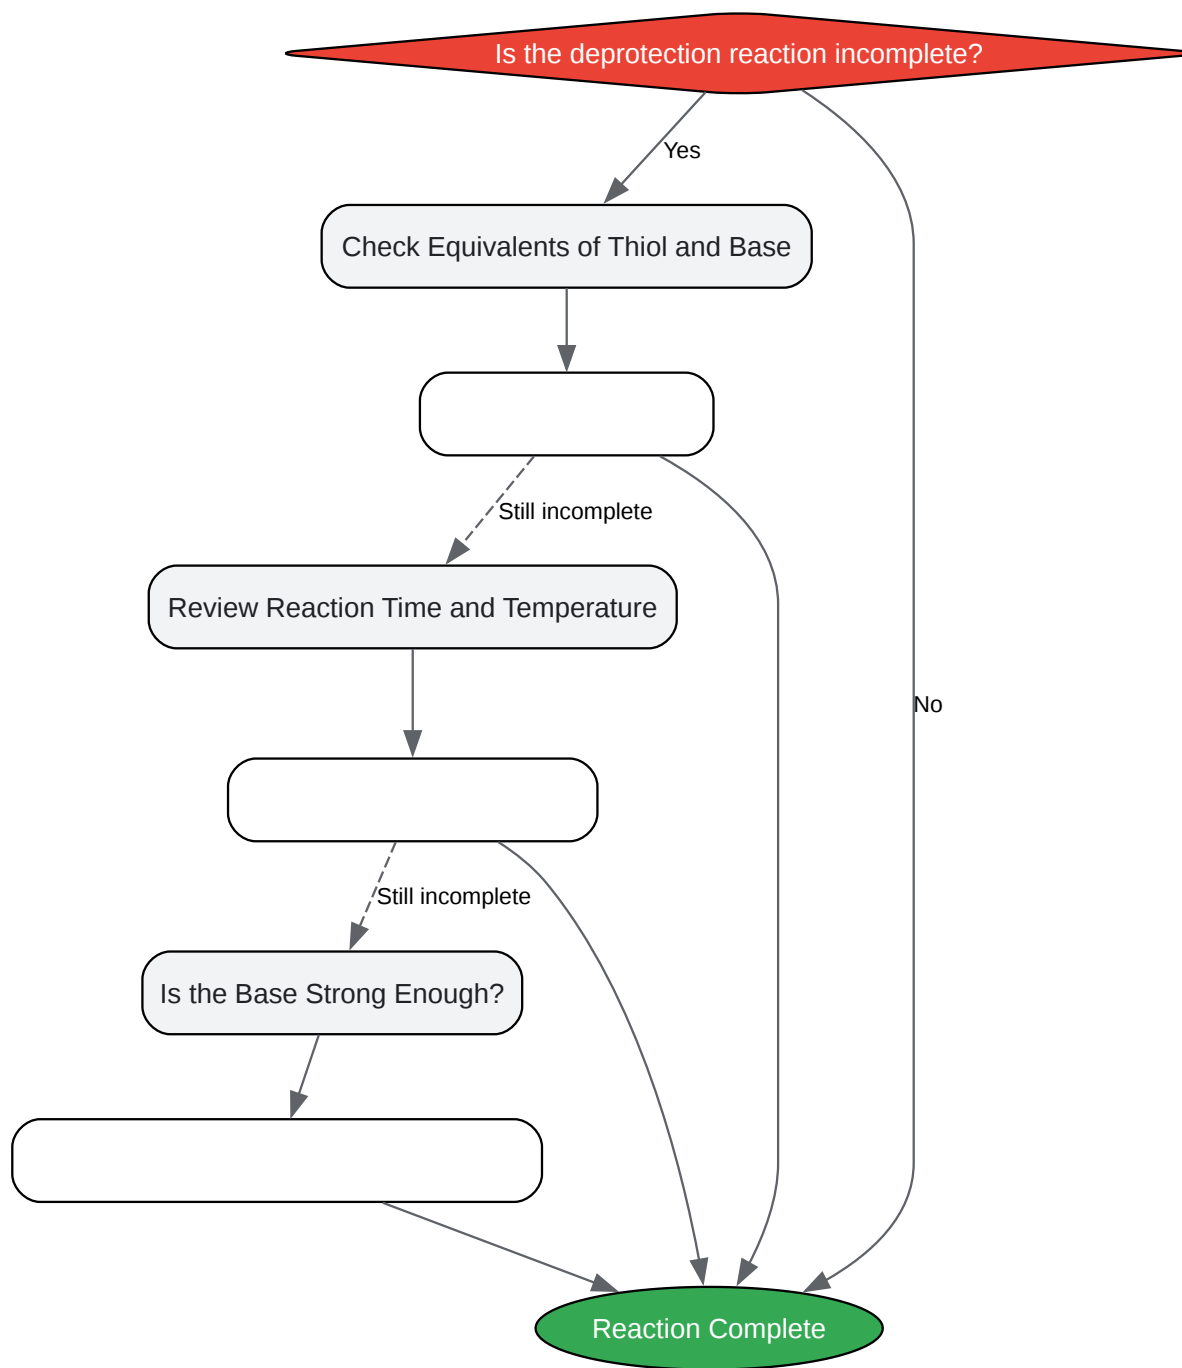 Is the deprotection reaction incomplete?
Yes
Check Equivalents of Thiol and Base
Still incomplete
Review Reaction Time and Temperature
No
Still incomplete
Is the Base Strong Enough?
Reaction Complete